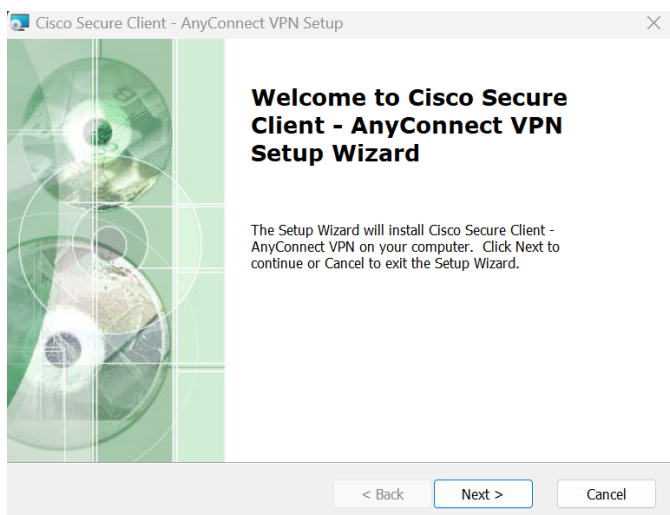 Cisco Secure Client - AnyConnect VPN Setup
Welcome to Cisco Secure
Client - AnyConnect VPN
Setup Wizard
The Setup Wizard will install Cisco Secure Client -
AnyConnect VPN on your computer.  Click Next to
continue or Cancel to exit the Setup Wizard.
< Back
Next >
Cancel